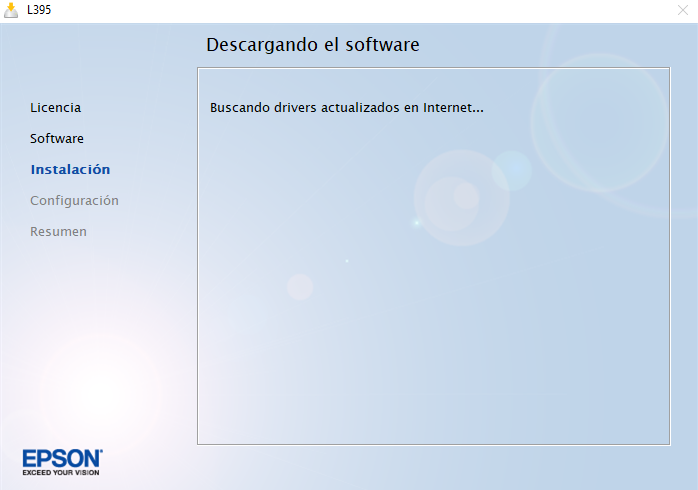 L395
Descargando el software
Buscando drivers actualizados en Internet...
Licencia
Software
Instalación
Configuración
Resumen
EPSON
EXCEED YOUR VISION